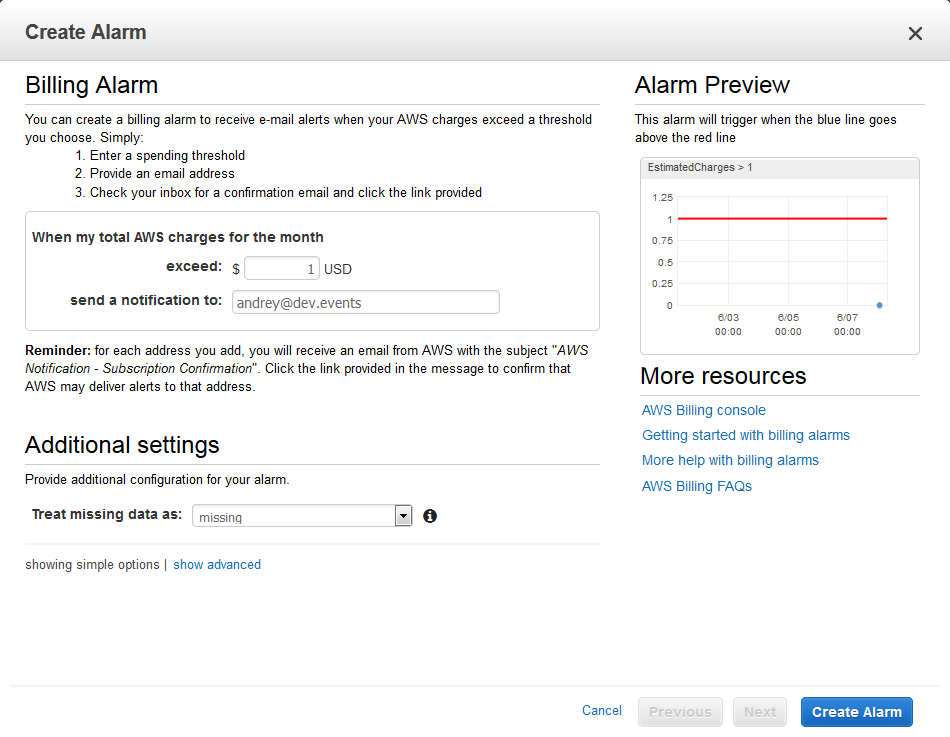 Create Alarm
Billing Alarm
You can create a billing alarm to receive e-mail alerts when your AWS charges exceed a threshold
you choose. Simply:
1. Enter a spending threshold
2. Provide an email address
3. Check your inbox for a confirmation email and click the link provided
When my total AWS charges for the month
exceed: $ 1 USD
send a notification to: andrey@dev.events
Reminder: for each address you add, you will receive an email from AWS with the subject "AWS
Notification - Subscription Confirmation". Click the link provided in the message to confirm that
AWS may deliver alerts to that address.
Additional settings
Provide additional configuration for your alarm.
Treat missing data as: missing
showing simple options | show advanced
Alarm Preview
This alarm will trigger when the blue line goes
above the red line
EstimatedCharges > 1
1.25
1
0.75
0.5
0.25
0
6/03 6/05 6/07
00:00 00:00 00:00
More resources
AWS Billing console
Getting started with billing alarms
More help with billing alarms
AWS Billing FAQs
Cancel Previous Next Create Alarm